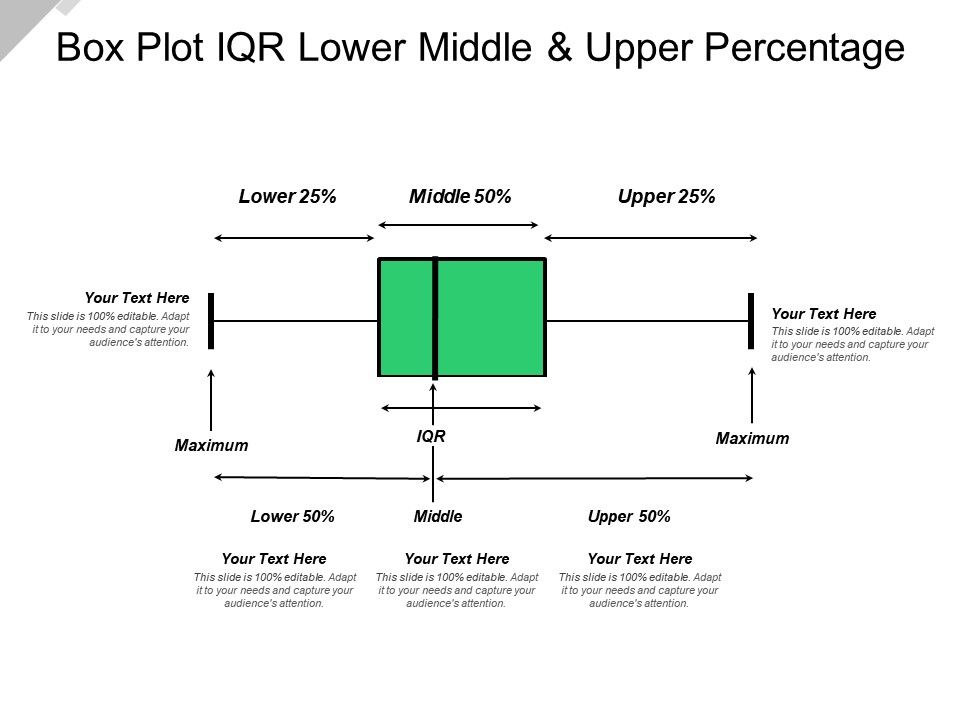 Box Plot IQR Lower Middle & Upper Percentage
Lower 25%
Middle 50%
Upper 25%
Your Text Here
This slide is 100% editable. Adapt
it to your needs and capture your
audience's attention.
Your Text Here
This slide is 100% editable. Adapt
it to your needs and capture your
audience's attention.
Maximum
IQR
Maximum
Lower 50%
Middle
Upper 50%
Your Text Here
This slide is 100% editable. Adapt
it to your needs and capture your
audience's attention.
Your Text Here
This slide is 100% editable. Adapt
it to your needs and capture your
audience's attention.
Your Text Here
This slide is 100% editable. Adapt
it to your needs and capture your
audience's attention.